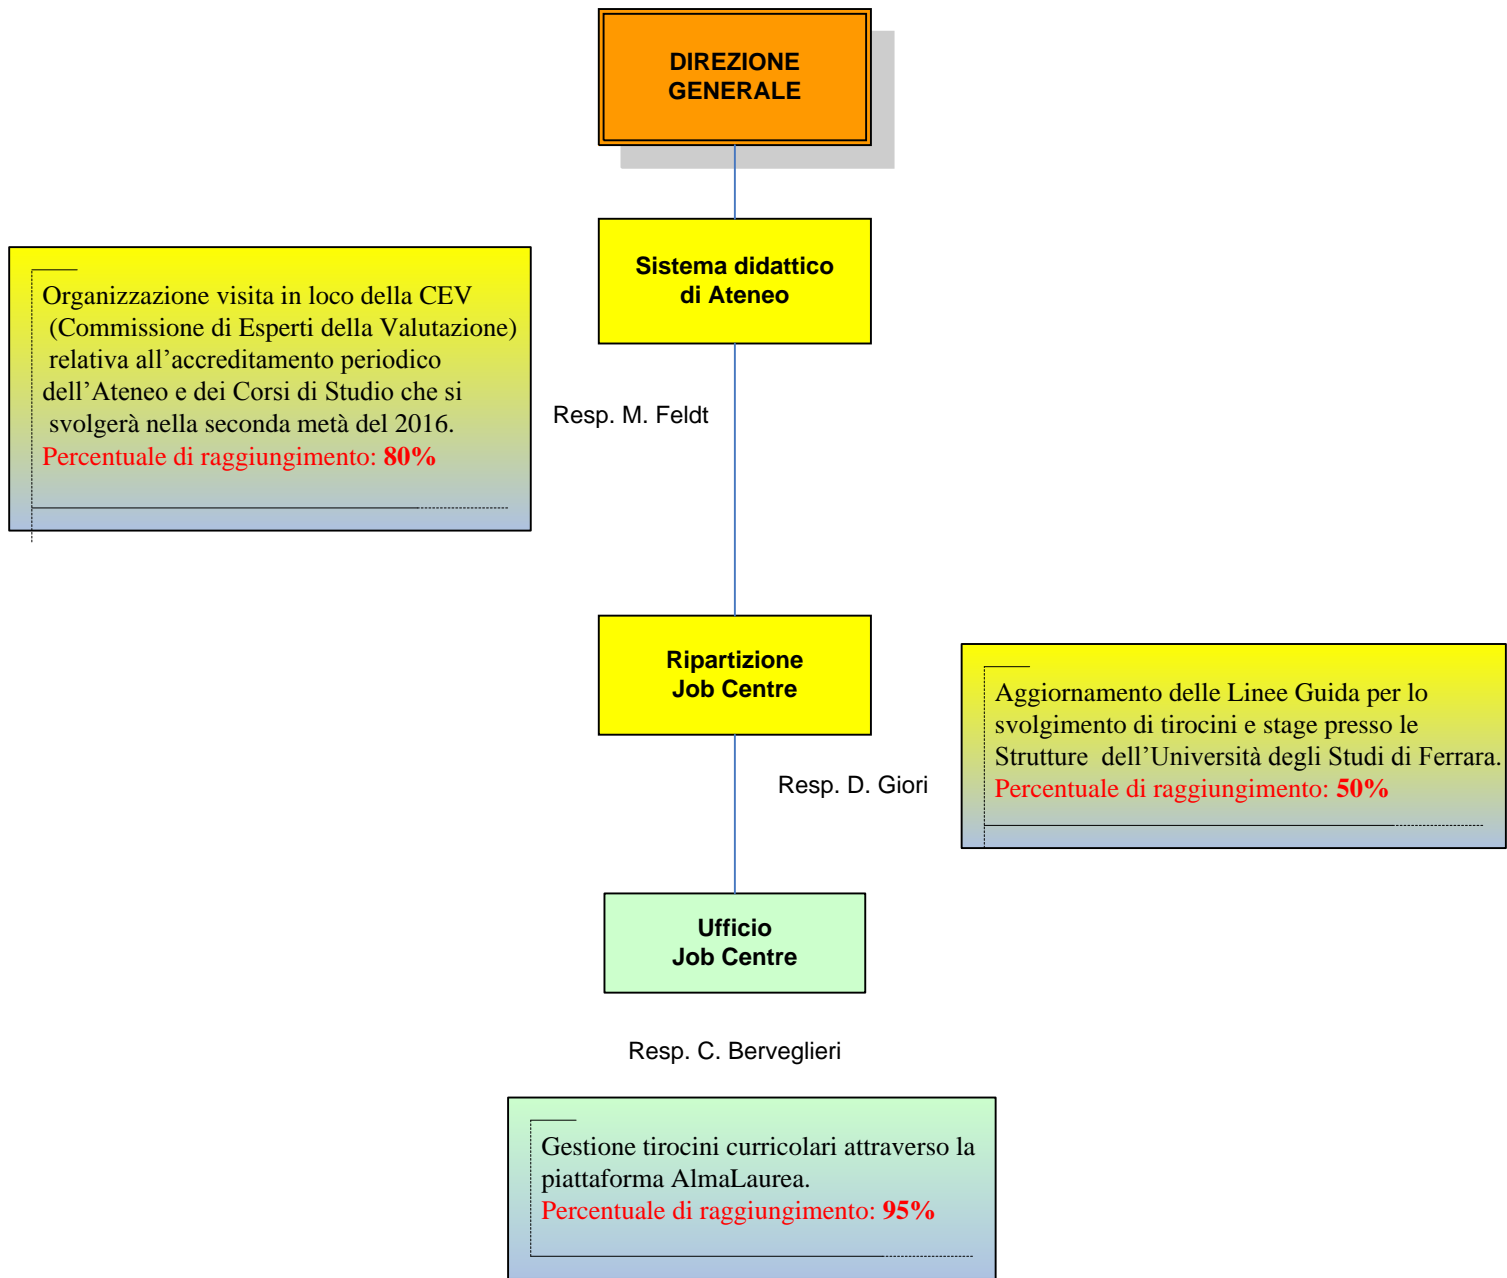 DIREZIONE
GENERALE
Sistema didattico
di Ateneo
Organizzazione visita in loco della CEV
(Commissione di Esperti della Valutazione)
relativa all’accreditamento periodico
dell’Ateneo e dei Corsi di Studio che si
svolgerà nella seconda metà del 2016.
Percentuale di raggiungimento: 80%
Resp. M. Feldt
Ripartizione
Job Centre
Aggiornamento delle Linee Guida per lo
svolgimento di tirocini e stage presso le
Strutture dell’Università degli Studi di Ferrara.
Percentuale di raggiungimento: 50%
Resp. D. Giori
Ufficio
Job Centre
Resp. C. Berveglieri
Gestione tirocini curricolari attraverso la
piattaforma AlmaLaurea.
Percentuale di raggiungimento: 95%